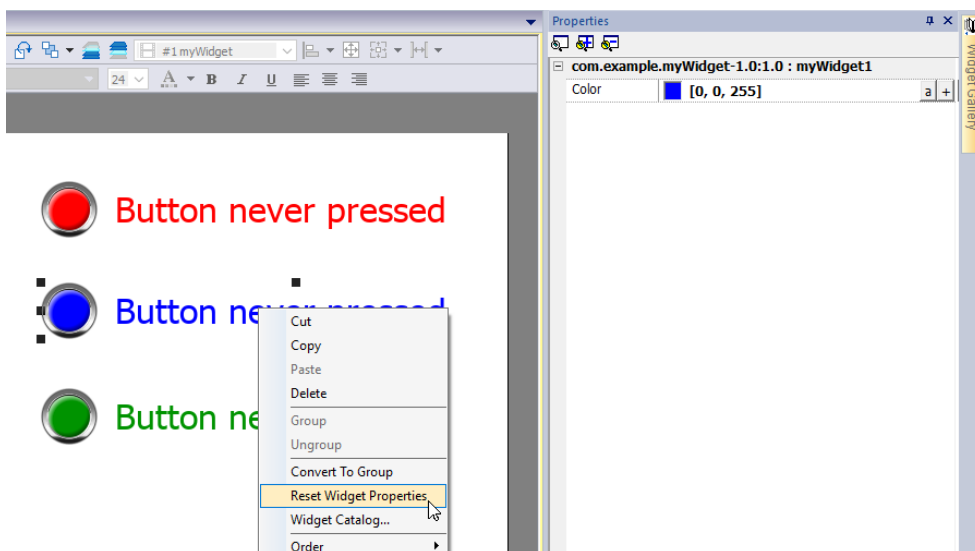 Properties
#1 myWidget
24 A B I U
com.example.myWidget-1.0:1.0 : myWidget1
Color [0, 0, 255] a +
Widget Gallery
Button never pressed
Button never pressed
Button ne
Cut
Copy
Paste
Delete
Group
Ungroup
Convert To Group
Reset Widget Properties
Widget Catalog...
Order